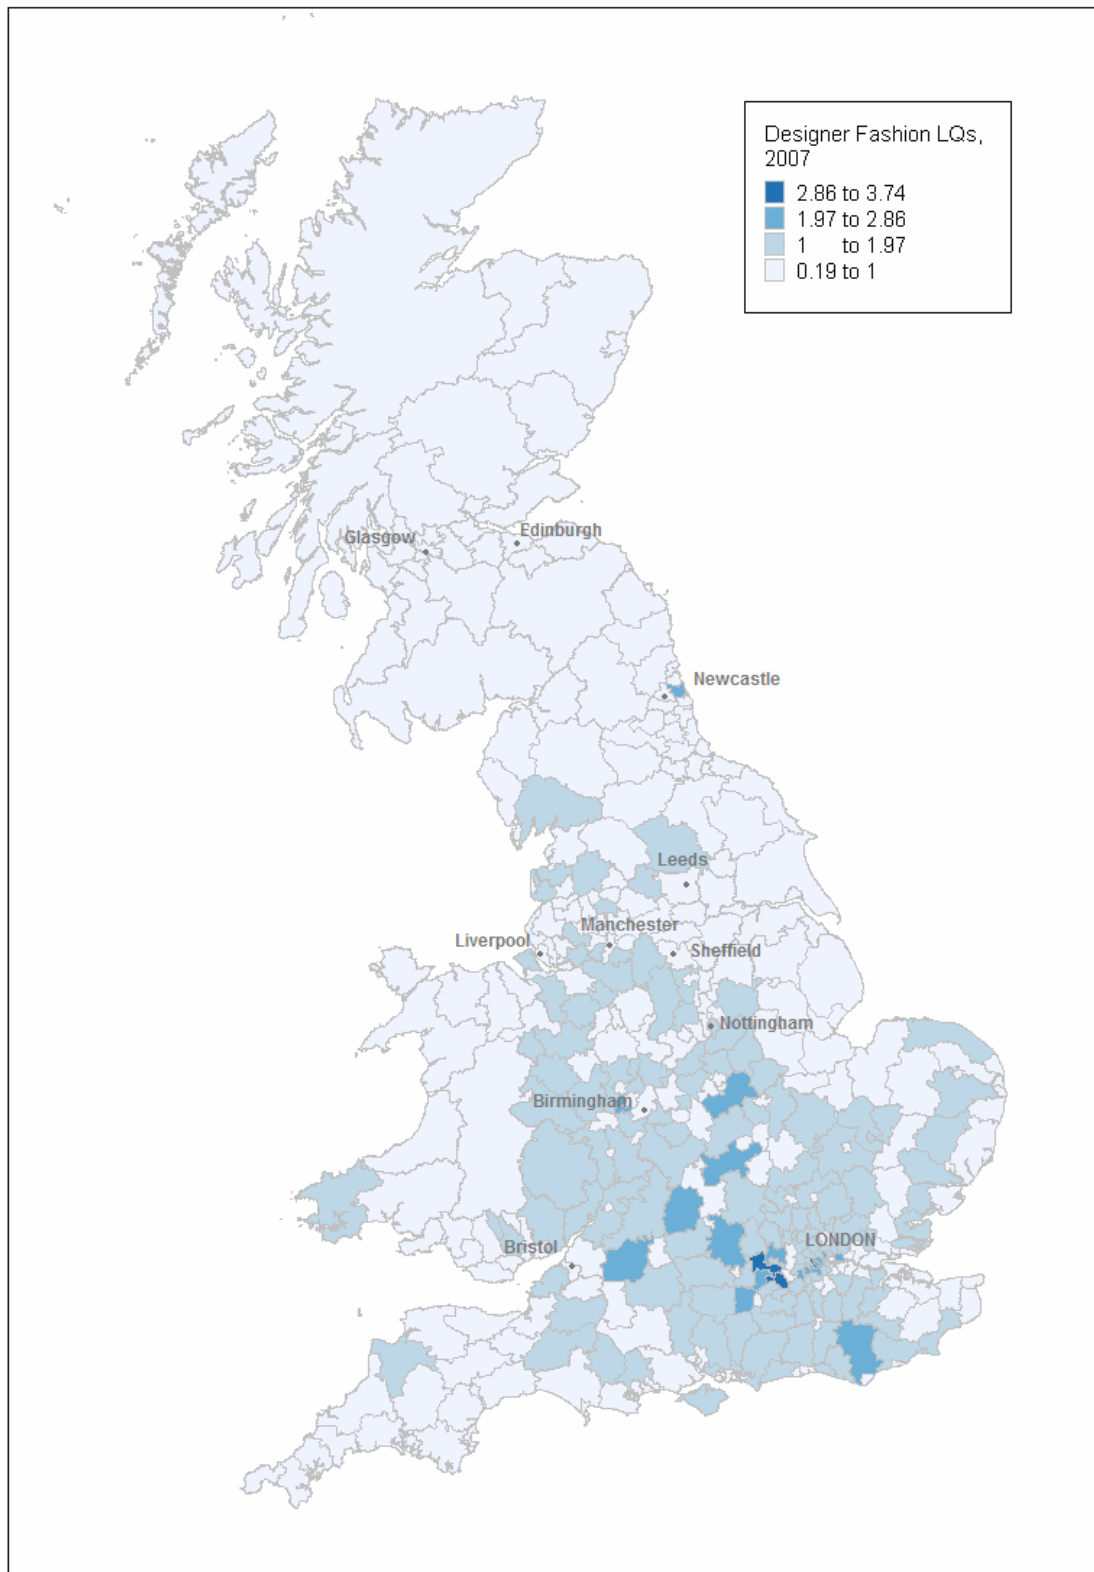 Designer Fashion LQs,
2007
2.86 to 3.74
1.97 to 2.86
1 to 1.97
0.19 to 1
Glasgow
Edinburgh
Newcastle
Leeds
Manchester
Liverpool
Sheffield
Nottingham
Birmingham
LONDON
Bristol